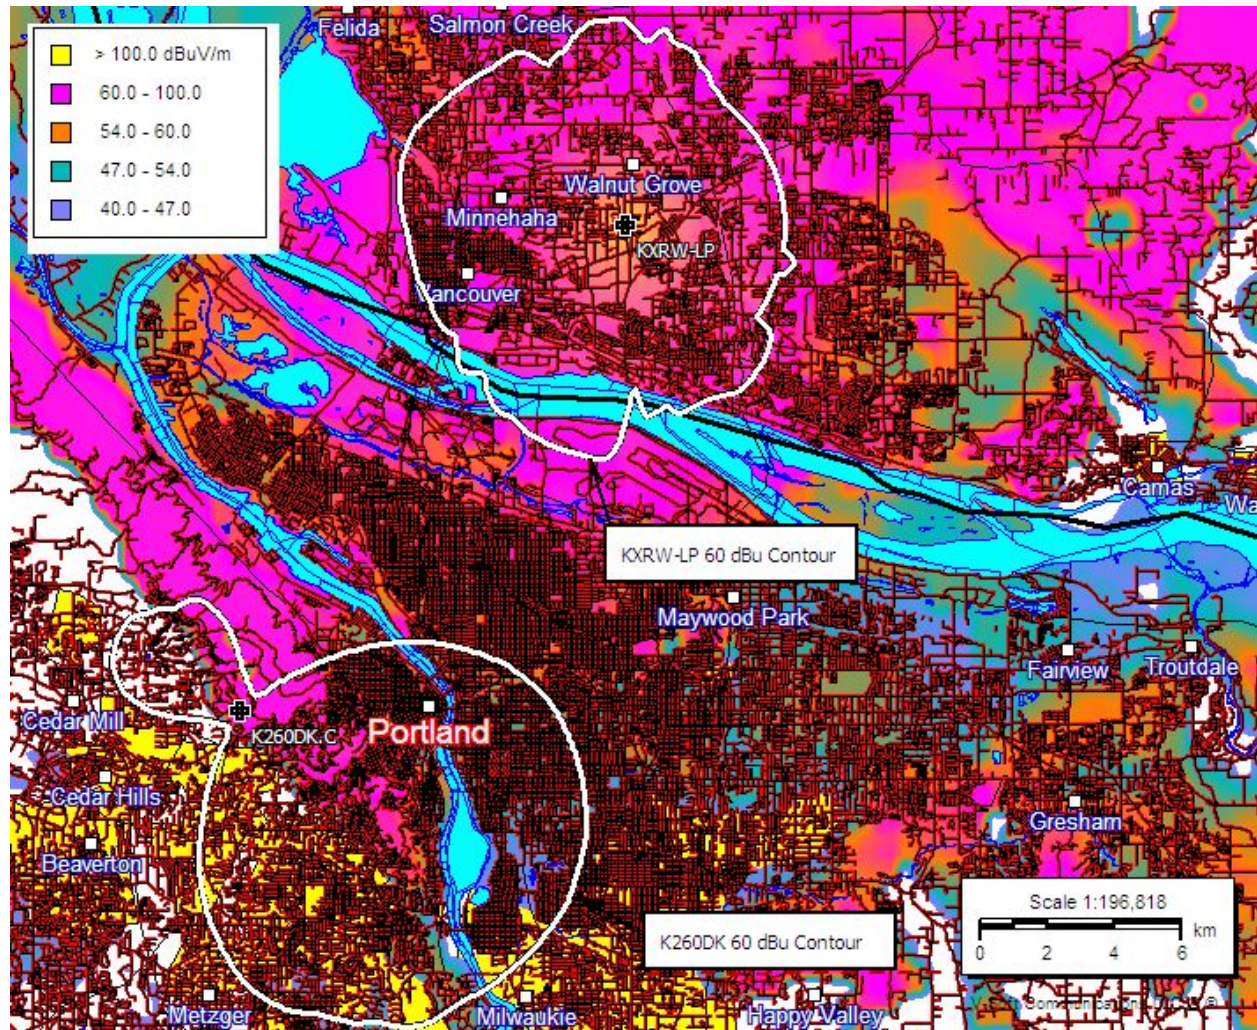 Felida
Salmon Creek
> 100.0 dBuV/m
60.0 - 100.0
54.0 - 60.0
47.0 - 54.0
40.0 - 47.0
Walnut Grove
Minnehaha
KXRW-LP
Vancouver
Camas
KXRW-LP 60 dBu Contour
Maywood Park
Fairview
Troutdale
Cedar Mill
K260DK.C
Portland
Cedar Hills
Beaverton
Gresham
Scale 1:196,818
km
0 2 4 6
K260DK 60 dBu Contour
Metzger
Milwaukie
Happy Valley